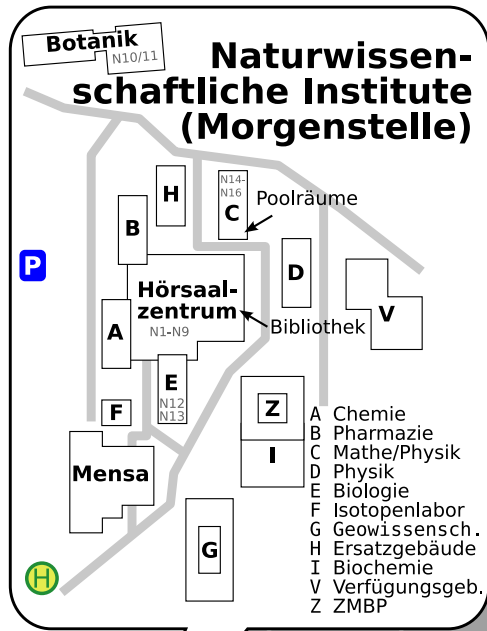 Botanik
N10/11
Naturwissen-
schaftliche Institute
(Morgenstelle)
N14-
N16
H
C
Poolräume
B
P
D
Hörsaal-
zentrum
N1-N9
V
A
Bibliothek
E
N12
N13
F
Z
Mensa
I
G
H
A Chemie
B Pharmazie
C Mathe/Physik
D Physik
E Biologie
F Isotopenlabor
G Geowissensch.
H Ersatzgebäude
I Biochemie
V Verfügungsgeb.
Z ZMBP